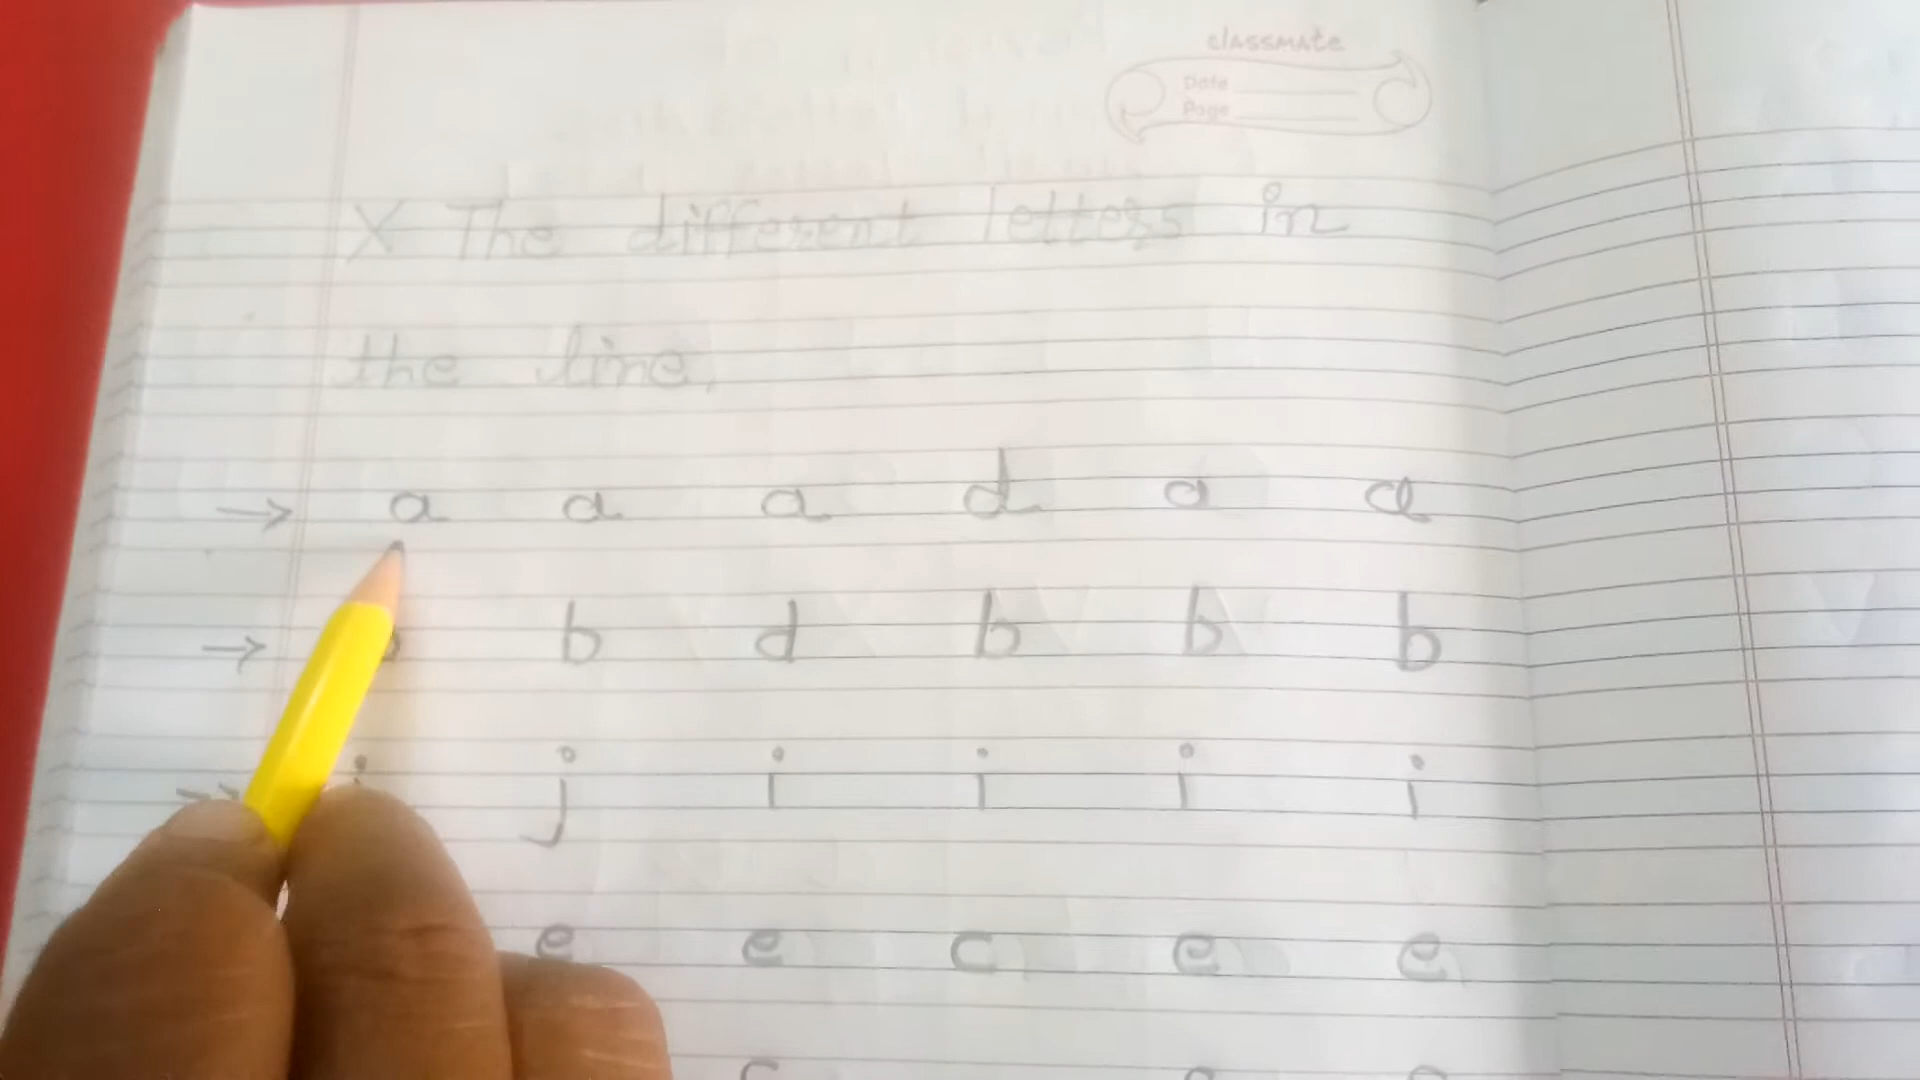 classmate
Date
Page
X The different letters in
the line.
→ a a a d a a
→ b d b b b
j i i i i
e e c e e